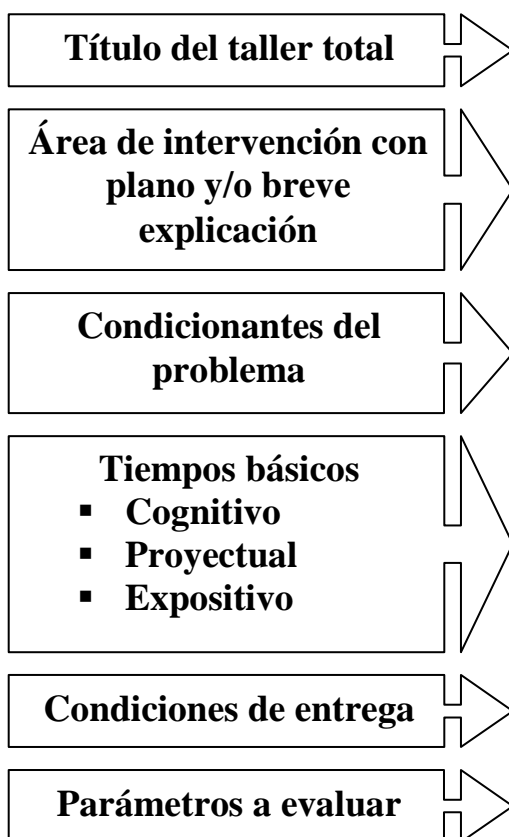 Título del taller total
Área de intervención con
plano y/o breve
explicación
Condicionantes del
problema
Tiempos básicos
▪ Cognitivo
▪ Proyectual
▪ Expositivo
Condiciones de entrega
Parámetros a evaluar